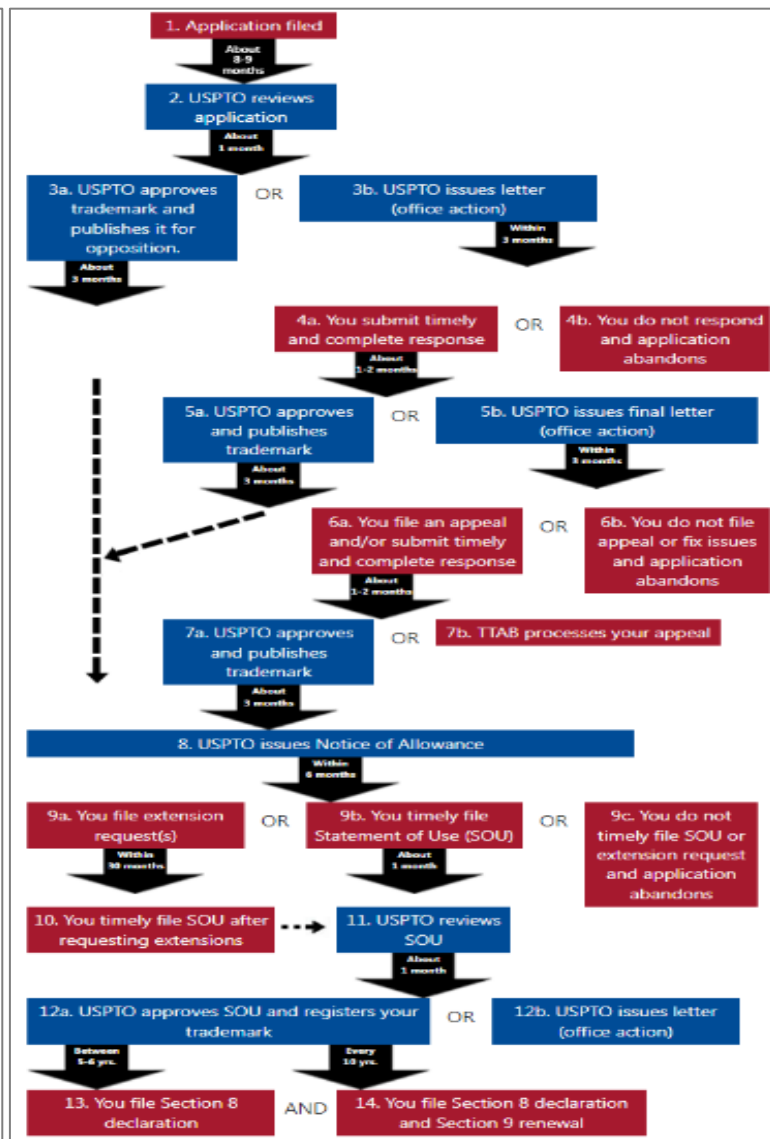 1. Application filed
About
8-9
months
2. USPTO reviews
application
About
1 month
3a. USPTO approves
trademark and
publishes it for
opposition.
OR
3b. USPTO issues letter
(office action)
About
3 months
Within
3 months
4a. You submit timely
and complete response
OR
4b. You do not respond
and application
abandons
About
1-2 months
5a. USPTO approves
and publishes
trademark
OR
5b. USPTO issues final letter
(office action)
About
3 months
Within
3 months
6a. You file an appeal
and/or submit timely
and complete response
OR
6b. You do not file
appeal or fix issues
and application
abandons
About
1-2 months
7a. USPTO approves
and publishes
trademark
OR
7b. TTAB processes your appeal
About
3 months
8. USPTO issues Notice of Allowance
Within
6 months
9a. You file extension
request(s)
OR
9b. You timely file
Statement of Use (SOU)
OR
9c. You do not
timely file SOU or
extension request
and application
abandons
Within
30 months
About
1 month
10. You timely file SOU after
requesting extensions
11. USPTO reviews
SOU
About
1 month
12a. USPTO approves SOU and registers your
trademark
OR
12b. USPTO issues letter
(office action)
Between
5-6 yrs.
Every
10 yr.
13. You file Section 8
declaration
AND
14. You file Section 8 declaration
and Section 9 renewal